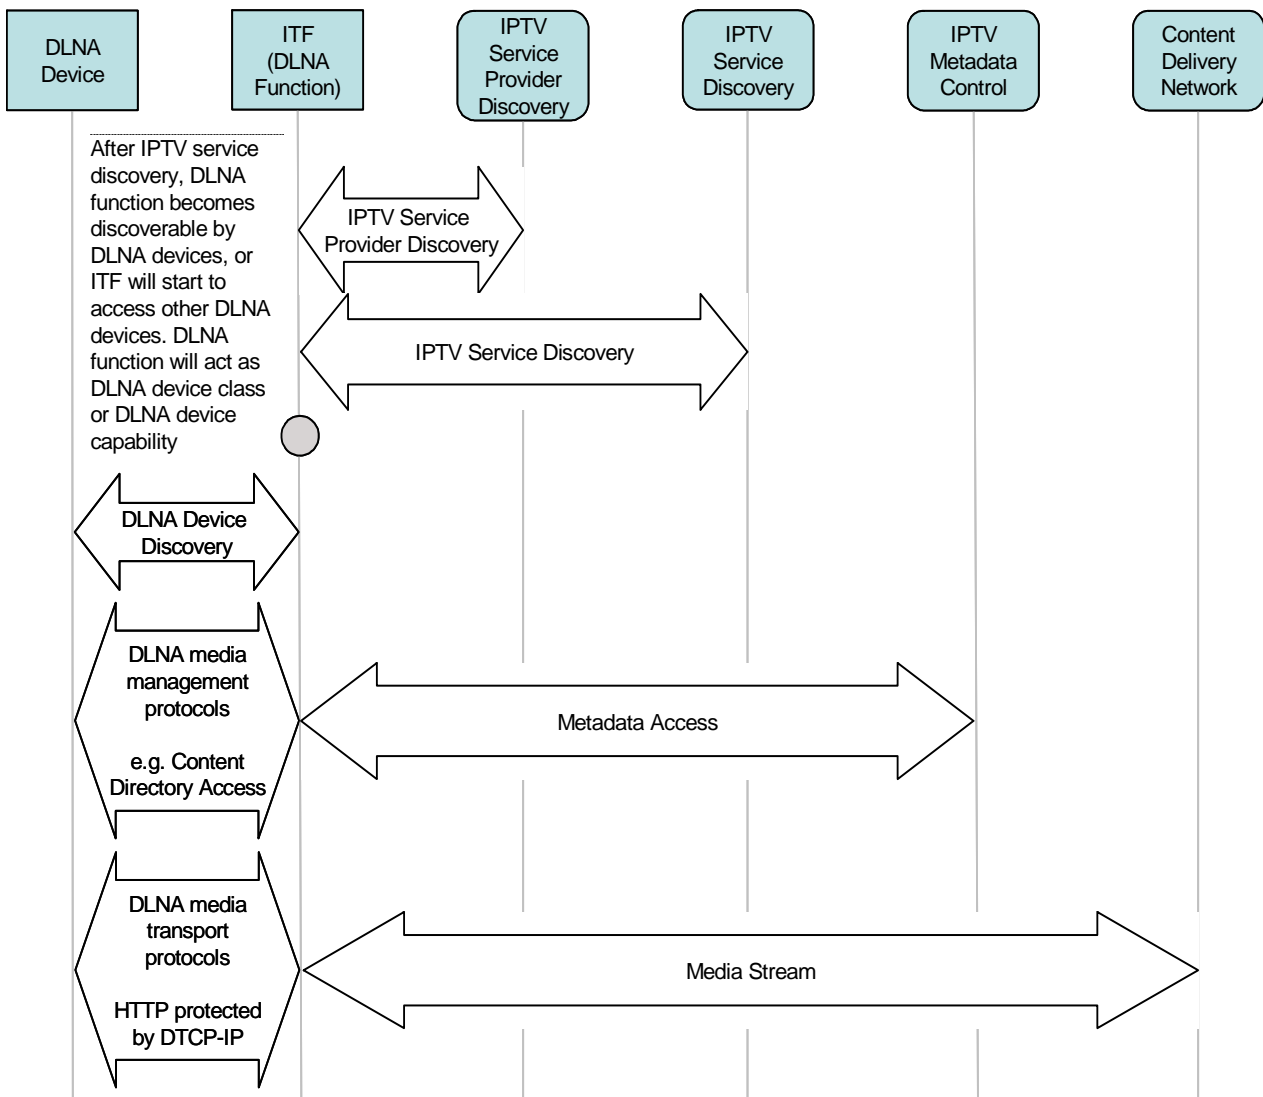 DLNA
Device
ITF
(DLNA
Function)
IPTV
Service
Provider
Discovery
IPTV
Service
Discovery
IPTV
Metadata
Control
Content
Delivery
Network
After IPTV service
discovery, DLNA
function becomes
discoverable by
DLNA devices, or
ITF will start to
access other DLNA
devices. DLNA
function will act as
DLNA device class
or DLNA device
capability
IPTV Service
Provider Discovery
IPTV Service Discovery
DLNA Device
Discovery
DLNA media
management
protocols
e.g. Content
Directory Access
Metadata Access
DLNA media
transport
protocols
HTTP protected
by DTCP-IP
Media Stream